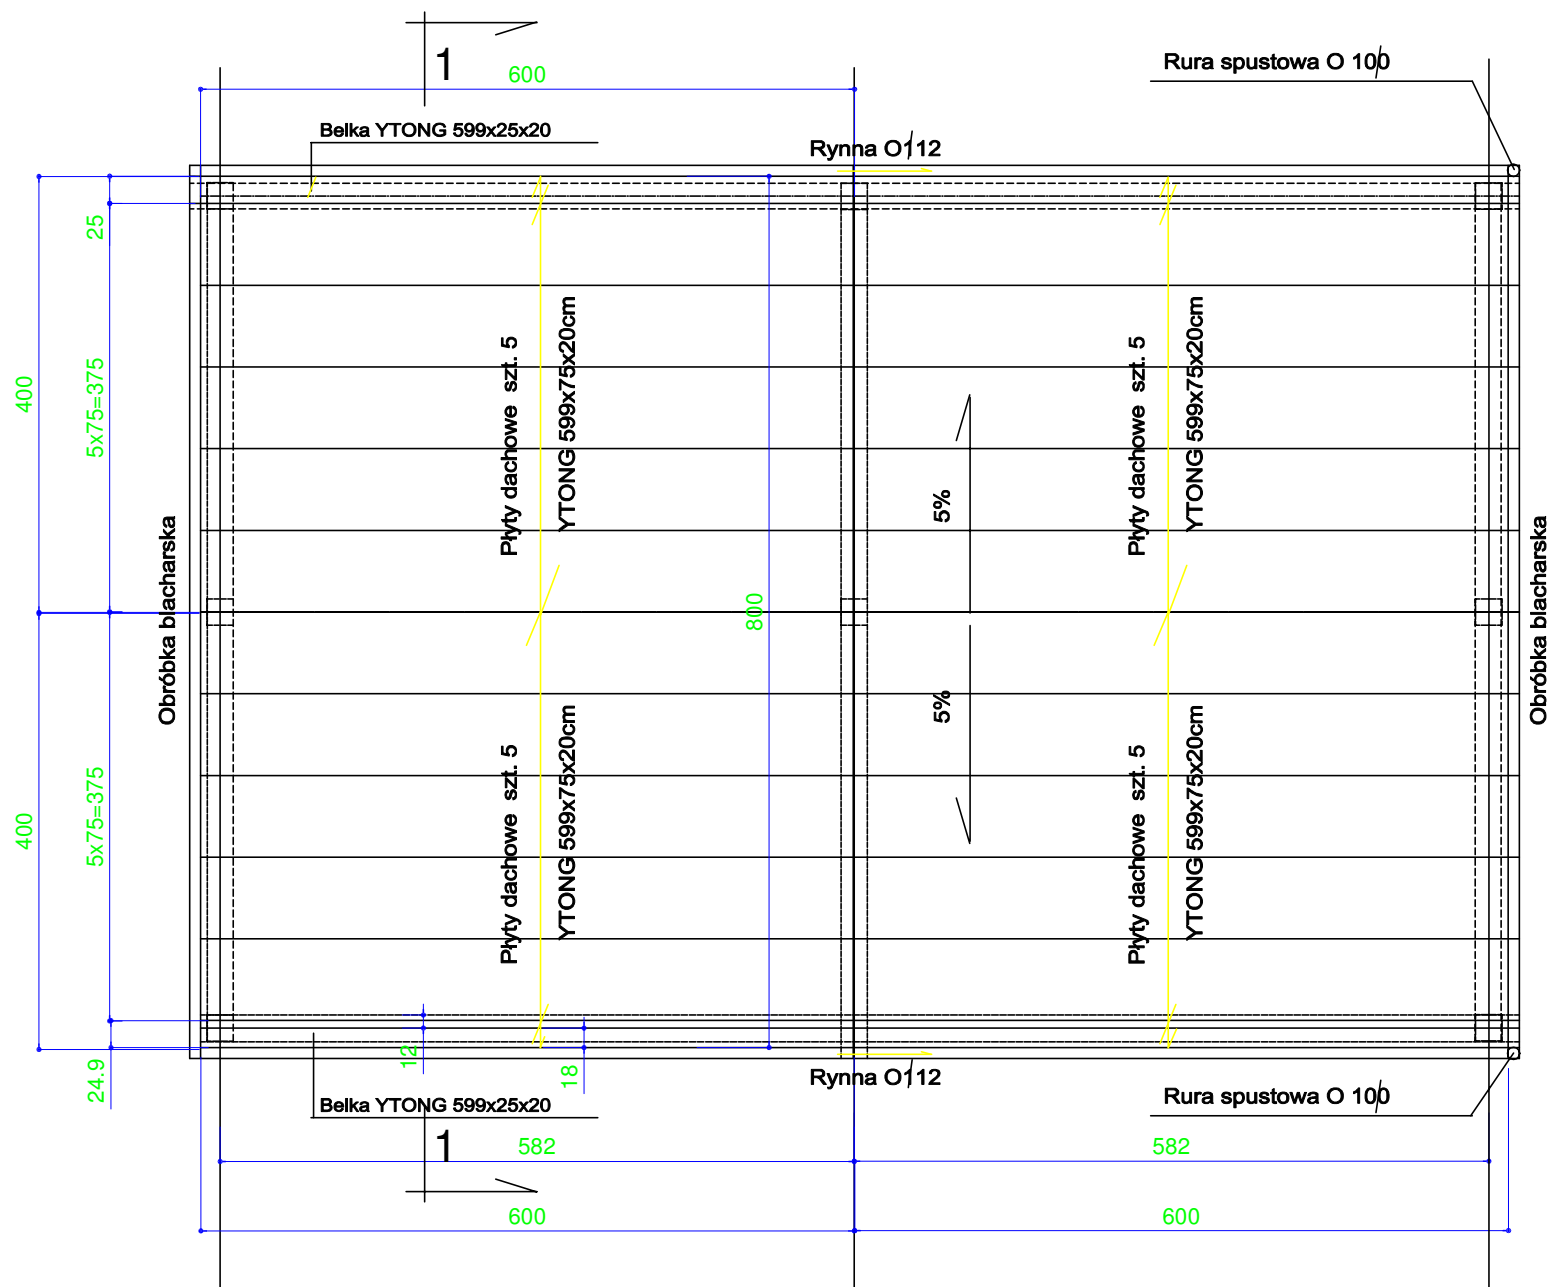 1
600
Rura spustowa O 100
Belka YTONG 599x25x20
Rynna O112
25
400
5x75=375
Płyty dachowe szt. 5
YTONG 599x75x20cm
5%
Płyty dachowe szt. 5
YTONG 599x75x20cm
Obróbka blacharska
800
Obróbka blacharska
400
5x75=375
Płyty dachowe szt. 5
YTONG 599x75x20cm
5%
Płyty dachowe szt. 5
YTONG 599x75x20cm
24.9
12
18
Rynna O112
Belka YTONG 599x25x20
Rura spustowa O 100
1
582
582
600
600